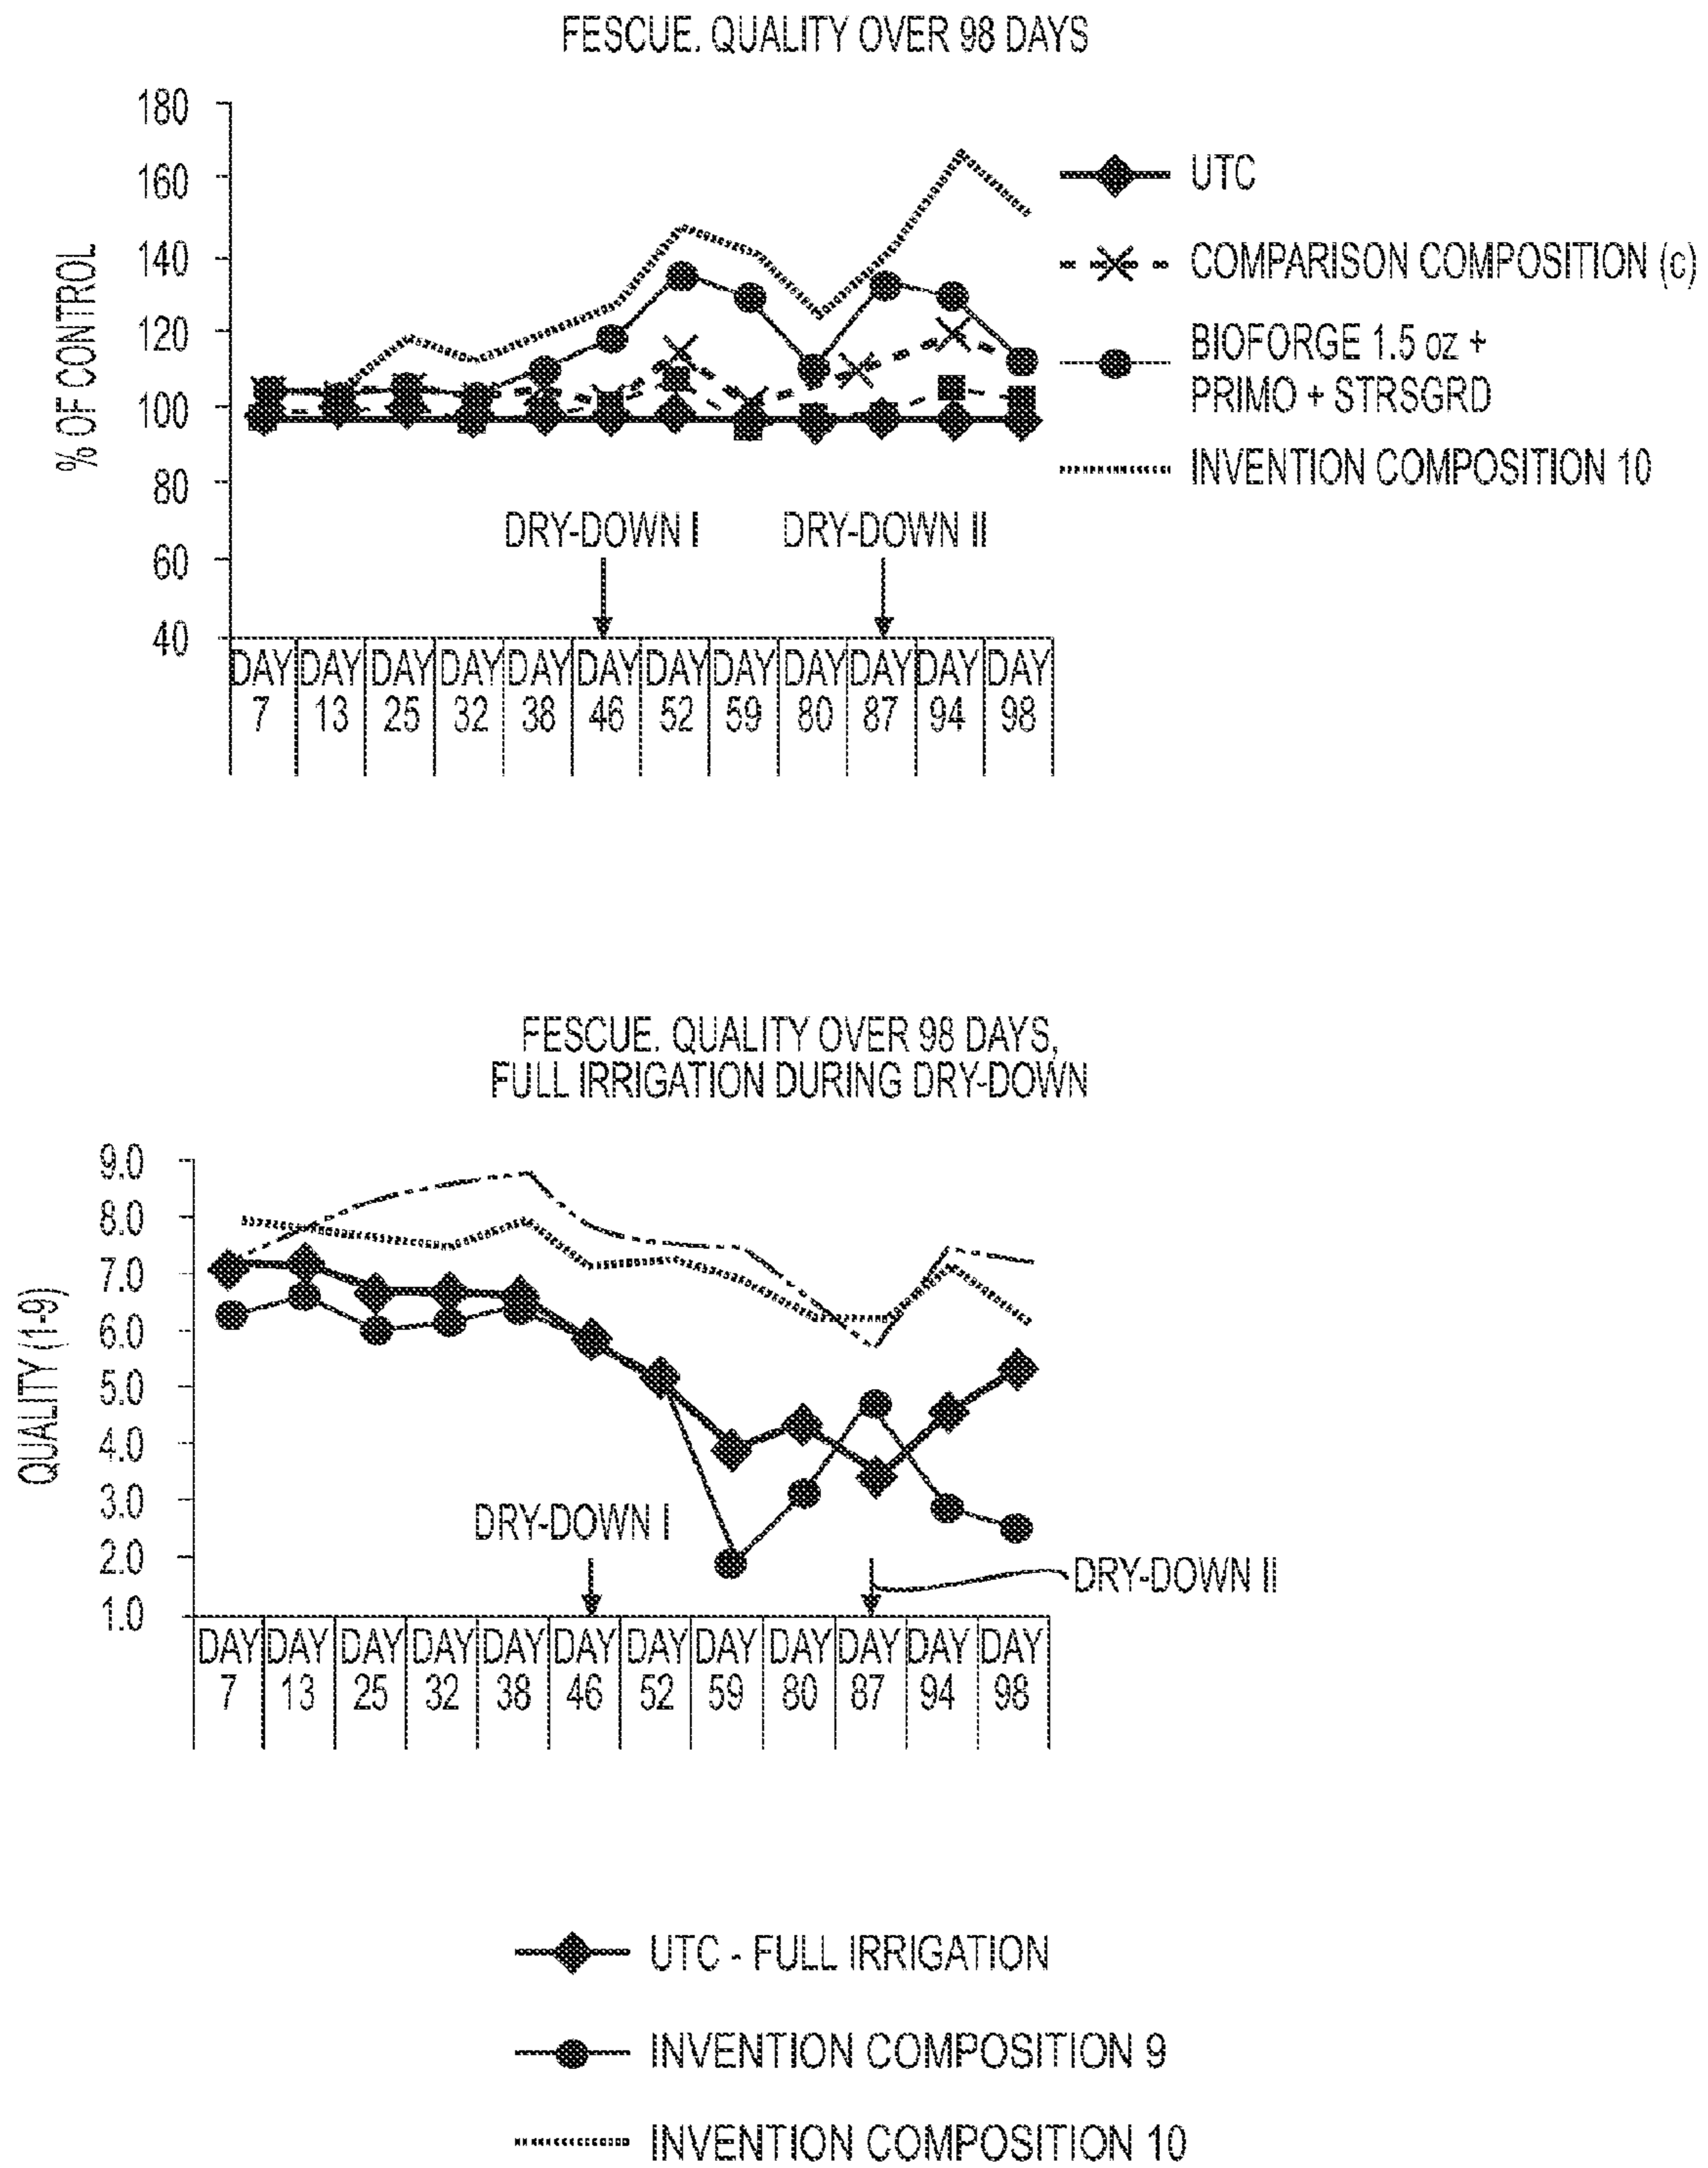 FESCUE. QUALITY OVER 98 DAYS
180
160
140
120
100
80
60
40
% OF CONTROL
UTC
COMPARISON COMPOSITION (c)
BIOFORGE 1.5 oz +
PRIMO + STRSGRD
INVENTION COMPOSITION 10
DRY-DOWN I DRY-DOWN II
DAY DAY DAY DAY DAY DAY DAY DAY DAY DAY DAY DAY
7 13 25 32 38 46 52 59 80 87 94 98
FESCUE. QUALITY OVER 98 DAYS,
FULL IRRIGATION DURING DRY-DOWN
9.0
8.0
7.0
6.0
5.0
4.0
3.0
2.0
1.0
QUALITY (1-9)
DRY-DOWN I
DRY-DOWN II
DAY DAY DAY DAY DAY DAY DAY DAY DAY DAY DAY DAY
7 13 25 32 38 46 52 59 80 87 94 98
UTC - FULL IRRIGATION
INVENTION COMPOSITION 9
INVENTION COMPOSITION 10